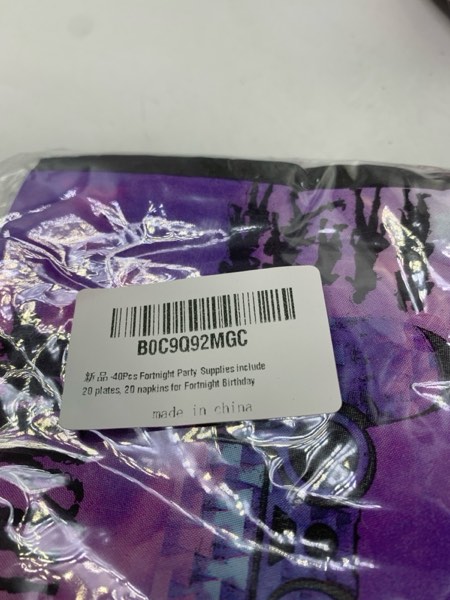 B0C9Q92MGC
新品-40Pcs Fortnight Party Supplies include
20 plates, 20 napkins for Fortnight Birthday
made in china